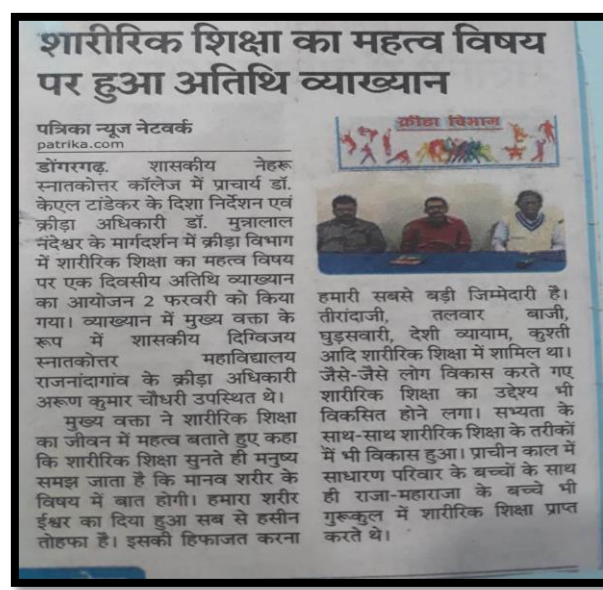 शारीरिक शिक्षा का महत्व विषय
पर हुआ अतिथि व्याख्यान
पत्रिका न्यूज नेटवर्क
patrika.com
डोंगरगढ़. शासकीय नेहरू
स्नातकोत्तर कॉलेज में प्राचार्य डॉ.
केएल टांडेकर के दिशा निर्देशन एवं
क्रीड़ा अधिकारी डॉ. मुन्नालाल
नंदेश्वर के मार्गदर्शन में क्रीड़ा विभाग
में शारीरिक शिक्षा का महत्व विषय
पर एक दिवसीय अतिथि व्याख्यान
का आयोजन 2 फरवरी को किया
गया। व्याख्यान में मुख्य वक्ता के
रूप में शासकीय दिग्विजय
स्नातकोत्तर महाविद्यालय
राजनांदागांव के क्रीड़ा अधिकारी
अरूण कुमार चौधरी उपस्थित थे।
मुख्य वक्ता ने शारीरिक शिक्षा
का जीवन में महत्व बताते हुए कहा
कि शारीरिक शिक्षा सुनते ही मनुष्य
समझ जाता है कि मानव शरीर के
विषय में बात होगी। हमारा शरीर
ईश्वर का दिया हुआ सब से हसीन
तोहफा है। इसकी हिफाजत करना
क्रीड़ा विभाग
हमारी सबसे बड़ी जिम्मेदारी है।
तीरांदाजी, तलवार बाजी,
घुड़सवारी, देशी व्यायाम, कुश्ती
आदि शारीरिक शिक्षा में शामिल था।
जैसे-जैसे लोग विकास करते गए
शारीरिक शिक्षा का उद्देश्य भी
विकसित होने लगा। सभ्यता के
साथ-साथ शारीरिक शिक्षा के तरीकों
में भी विकास हुआ। प्राचीन काल में
साधारण परिवार के बच्चों के साथ
ही राजा-महाराजा के बच्चे भी
गुरूकुल में शारीरिक शिक्षा प्राप्त
करते थे।